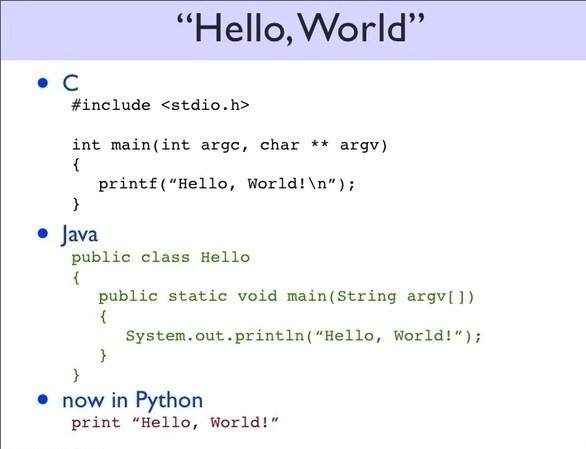 “Hello, World”
• C
#include <stdio.h>
int main(int argc, char ** argv)
{
printf(“Hello, World!\n”);
}
• Java
public class Hello
{
public static void main(String argv[])
{
System.out.println(“Hello, World!”);
}
}
• now in Python
print “Hello, World!”